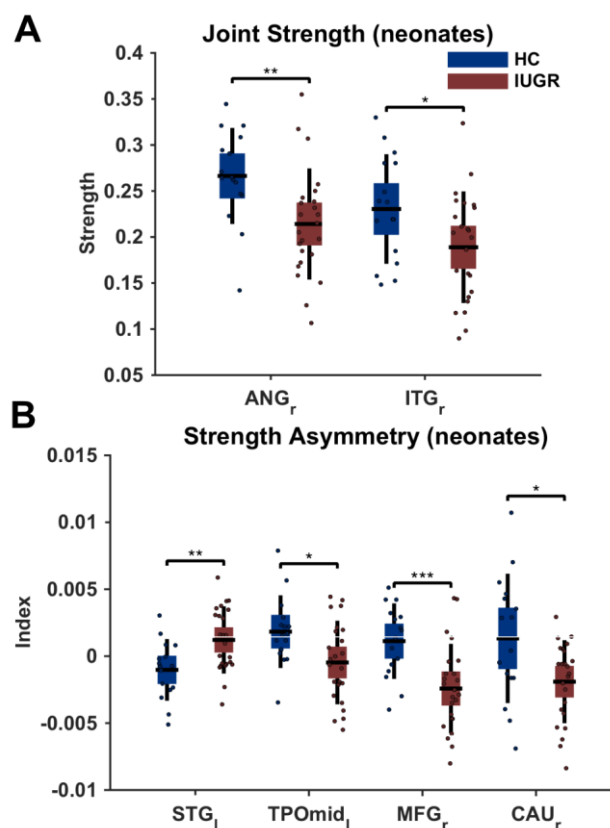 A
Joint Strength (neonates)
HC
IUGR
0.4
0.35
0.3
0.25
0.2
0.15
0.1
0.05
Strength
**
*
ANGr
ITGr
B
Strength Asymmetry (neonates)
0.015
0.01
0.005
0
-0.005
-0.01
Index
**
*
***
*
STGl
TPOmidl
MFGr
CAUr